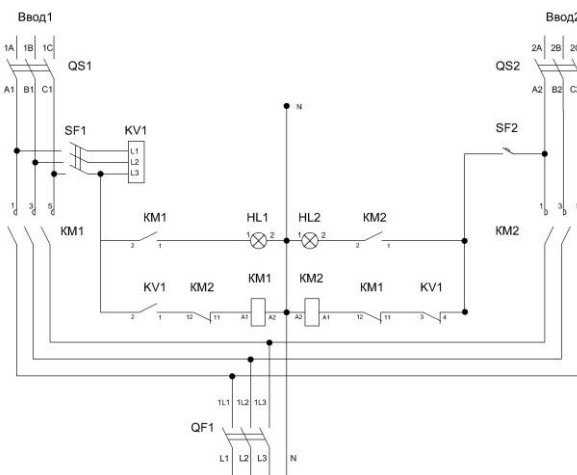 Ввод1 Ввод2
1A 1B 1C 2A 2B
QS1 QS2
A1 B1 C1 A2 B2
N
SF1 KV1 SF2
L1
L2
L3
1 3 5 1 3
KM1 KM1 HL1 HL2 KM2 KM2
2 1 1 2 1 2 2 1
KV1 KM2 KM1 KM2 KM1 KV1
2 1 12 11 A1 A2 A2 A1 12 11 3 4
1L1 1L2 1L3
QF1
L1 L2 L3 N